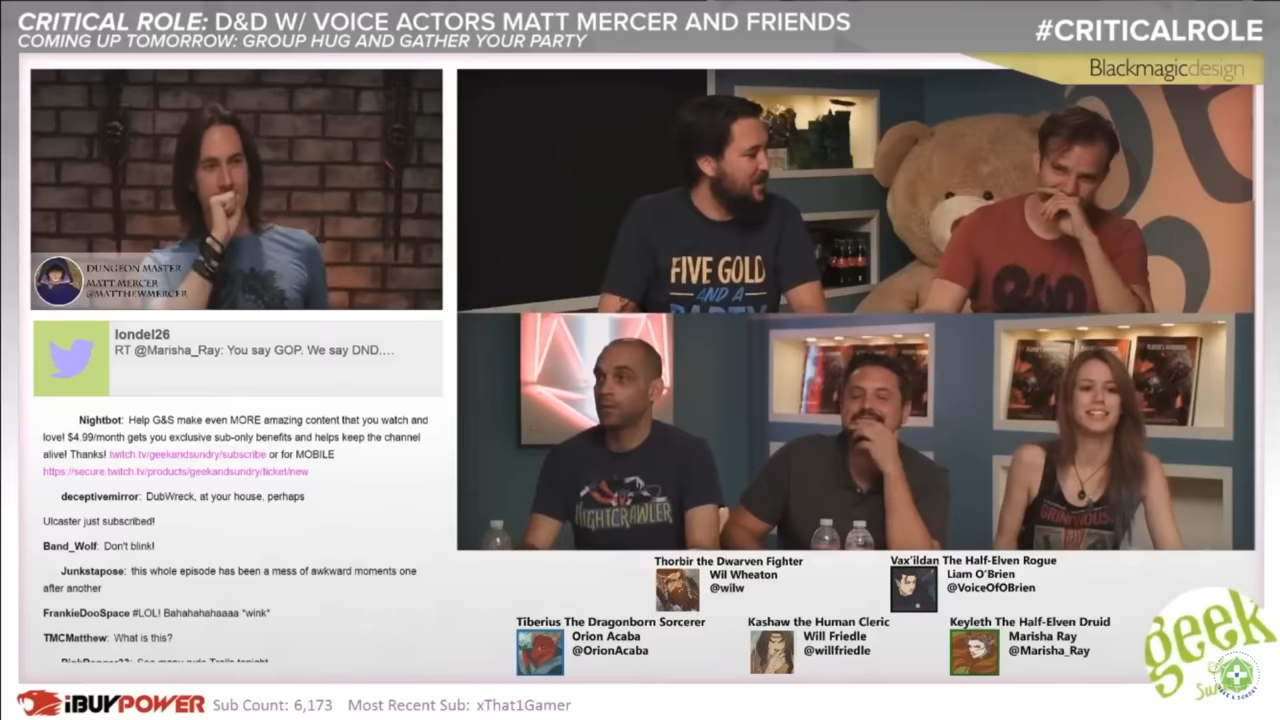 CRITICAL ROLE: D&D W/ VOICE ACTORS MATT MERCER AND FRIENDS
COMING UP TOMORROW: GROUP HUG AND GATHER YOUR PARTY
#CRITICALROLE
Blackmagicdesign
DUNGEON MASTER
MATT MERCER
@MATTHEWMERCER
FIVE GOLD
AND A
londel26
RT @Marisha_Ray: You say GOP. We say DND....
NIGHTCRAWLER
Nightbot: Help G&S make even MORE amazing content that you watch and
love! $4.99/month gets you exclusive sub-only benefits and helps keep the channel
alive! Thanks! twitch.tv/geekandsundry/subscribe or for MOBILE
https://secure.twitch.tv/products/geekandsundry/ticket/new
deceptivemirror: DubWreck, at your house, perhaps
Ulcaster just subscribed!
Band_Wolf: Don't blink!
Junkstapose: this whole episode has been a mess of awkward moments one
after another
FrankieDooSpace #LOL! Bahahahahaaaa *wink*
TMCMatthew: What is this?
Thorbir the Dwarven Fighter
Wil Wheaton
@wilw
Vax'ildan The Half-Elven Rogue
Liam O'Brien
@VoiceOfOBrien
Tiberius The Dragonborn Sorcerer
Orion Acaba
@OrionAcaba
Kashaw the Human Cleric
Will Friedle
@willfriedle
Keyleth The Half-Elven Druid
Marisha Ray
@Marisha_Ray
geek
iBUYPOWER
Sub Count: 6,173 Most Recent Sub: xThat1Gamer